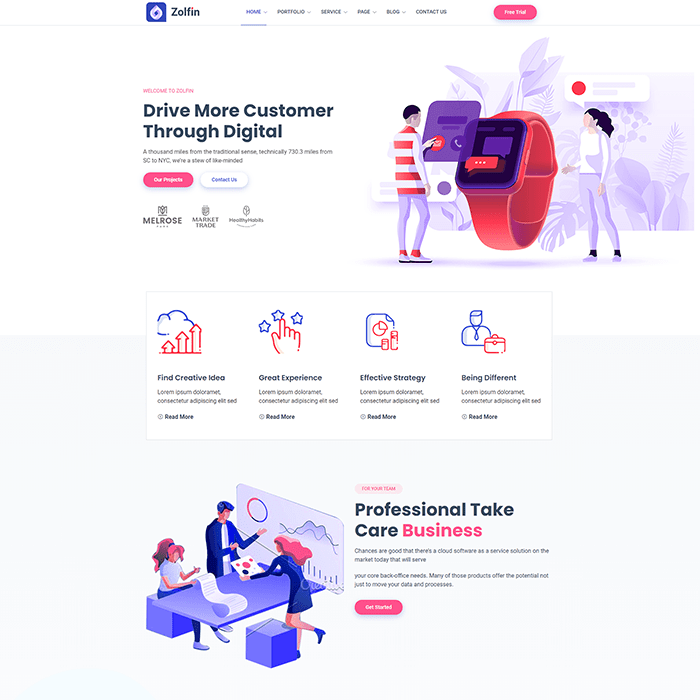 Zolfin
HOME PORTFOLIO SERVICE PAGE BLOG CONTACT US
Free Trial
WELCOME TO ZOLFIN
Drive More Customer
Through Digital
A thousand miles from the traditional sense, technically 730.3 miles from
SC to NYC, we're a stew of like-minded
Our Projects
Contact Us
MELROSE
PARK
MARKET
TRADE
HealthyHabits
Find Creative Idea
Lorem ipsum doloramet,
consectetur adipiscing elit sed
Read More
Great Experience
Lorem ipsum doloramet,
consectetur adipiscing elit sed
Read More
Effective Strategy
Lorem ipsum doloramet,
consectetur adipiscing elit sed
Read More
Being Different
Lorem ipsum doloramet,
consectetur adipiscing elit sed
Read More
FOR YOUR TEAM
Professional Take
Care Business
Chances are good that there's a cloud software as a service solution on the
market today that will serve
your core back-office needs. Many of those products offer the potential not
just to move your data and processes.
Get Started